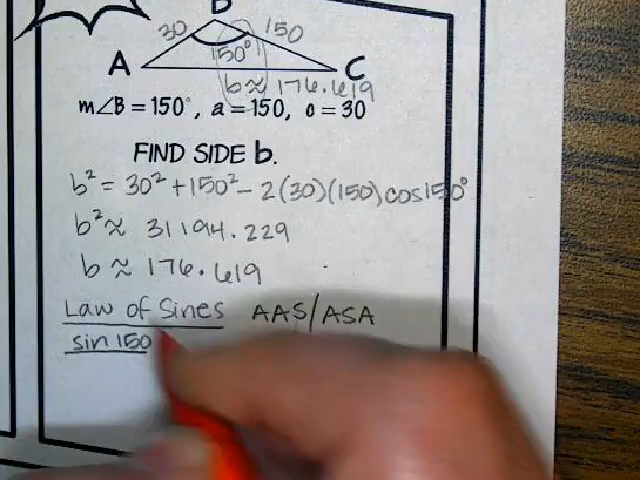 B
30 150
150°
A C
b ≈ 176.619
m∠B = 150°, a = 150, c = 30
FIND SIDE b.
b² = 30² + 150² - 2(30)(150)cos150°
b² ≈ 31194.229
b ≈ 176.619
Law of Sines AAS/ASA
sin 150